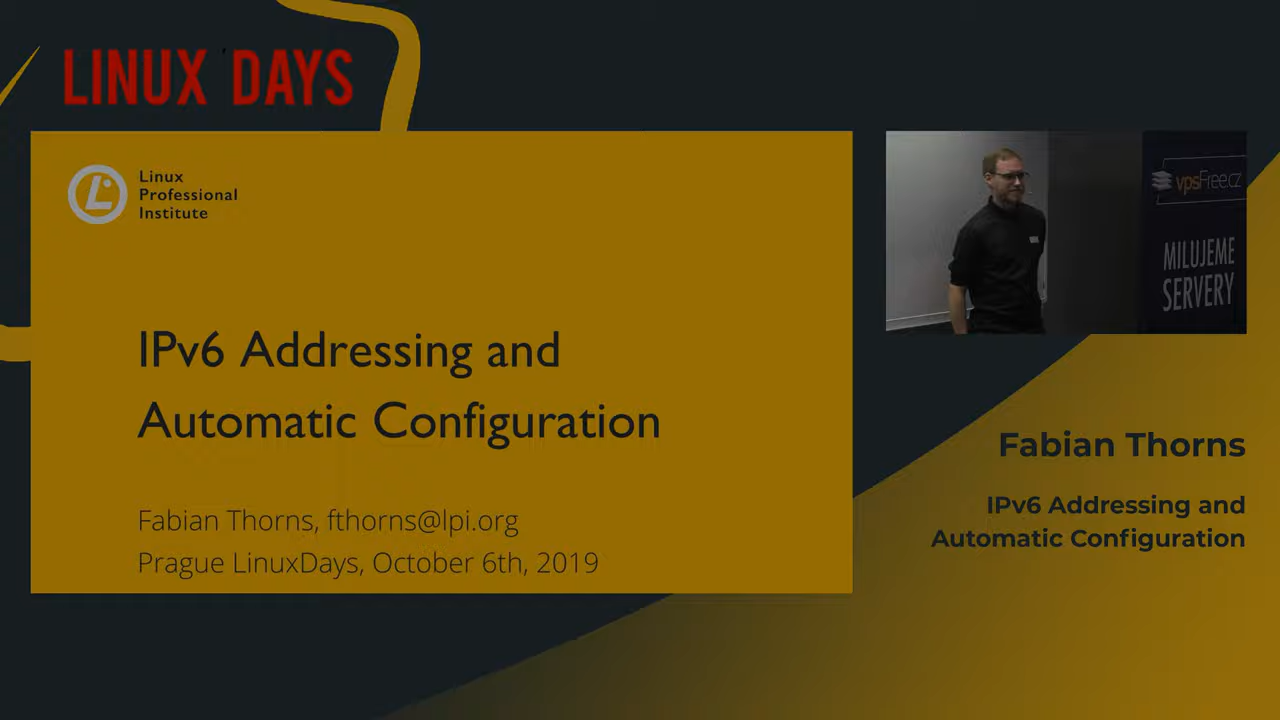 LINUX DAYS
Linux
Professional
Institute
IPv6 Addressing and
Automatic Configuration
Fabian Thorns, fthorns@lpi.org
Prague LinuxDays, October 6th, 2019
vpsFree.cz
MILUJEME
SERVERY
Fabian Thorns
IPv6 Addressing and
Automatic Configuration